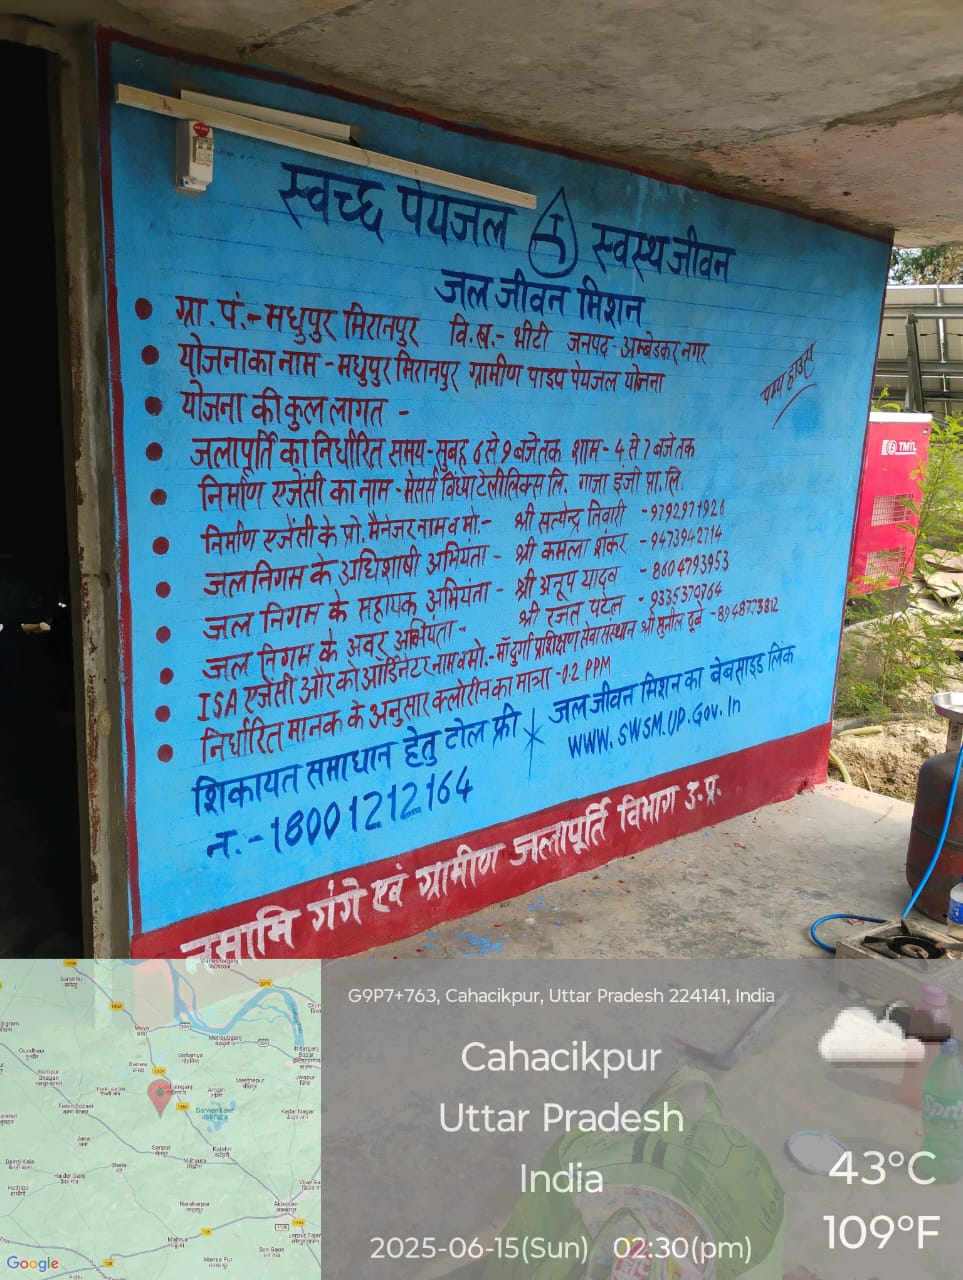 स्वच्छ पेयजल स्वस्थ जीवन
जल जीवन मिशन
ग्रा. पं.- मधुपुर मिरानपुर वि.ख.- भीटी जनपद- अम्बेडकर नगर
योजना का नाम - मधुपुर मिरानपुर ग्रामीण पाइप पेयजल योजना
पम्प हाउस
योजना की कुल लागत -
जलापूर्ति का निर्धारित समय- सुबह 6 से 9 बजे तक शाम- 4 से 7 बजे तक
निर्माण एजेंसी का नाम - मेसर्स विंध्या टेलीलिंक्स लि. गाजा इंजी प्रा. लि.
निर्माण एजेंसी के प्रो. मैनेजर नाम व मो.- श्री सत्येन्द्र तिवारी - 9792971926
जल निगम के अधिशाषी अभियंता - श्री कमला शंकर - 9473942714
जल निगम के सहायक अभियंता - श्री अनूप यादव - 8604793953
जल निगम के अवर अभियंता - श्री रजत पटेल - 9335370764
ISA एजेंसी और को ऑर्डिनेटर नाम व मो.- माँ दुर्गा प्रशिक्षण सेवा संस्थान श्री सुनील दूबे -8948773812
निर्धारित मानक के अनुसार क्लोरीन का मात्रा -0.2 PPM
शिकायत समाधान हेतु टोल फ्री
न.- 18001212164
जल जीवन मिशन का वेबसाइड लिंक
WWW. SWSM.UP.Gov.In
नमामि गंगे एवं ग्रामीण जलापूर्ति विभाग उ.प्र.
TMTL
G9P7+763, Cahacikpur, Uttar Pradesh 224141, India
Cahacikpur
Uttar Pradesh
India
2025-06-15(Sun) 02:30(pm)
43°C
109°F
Google